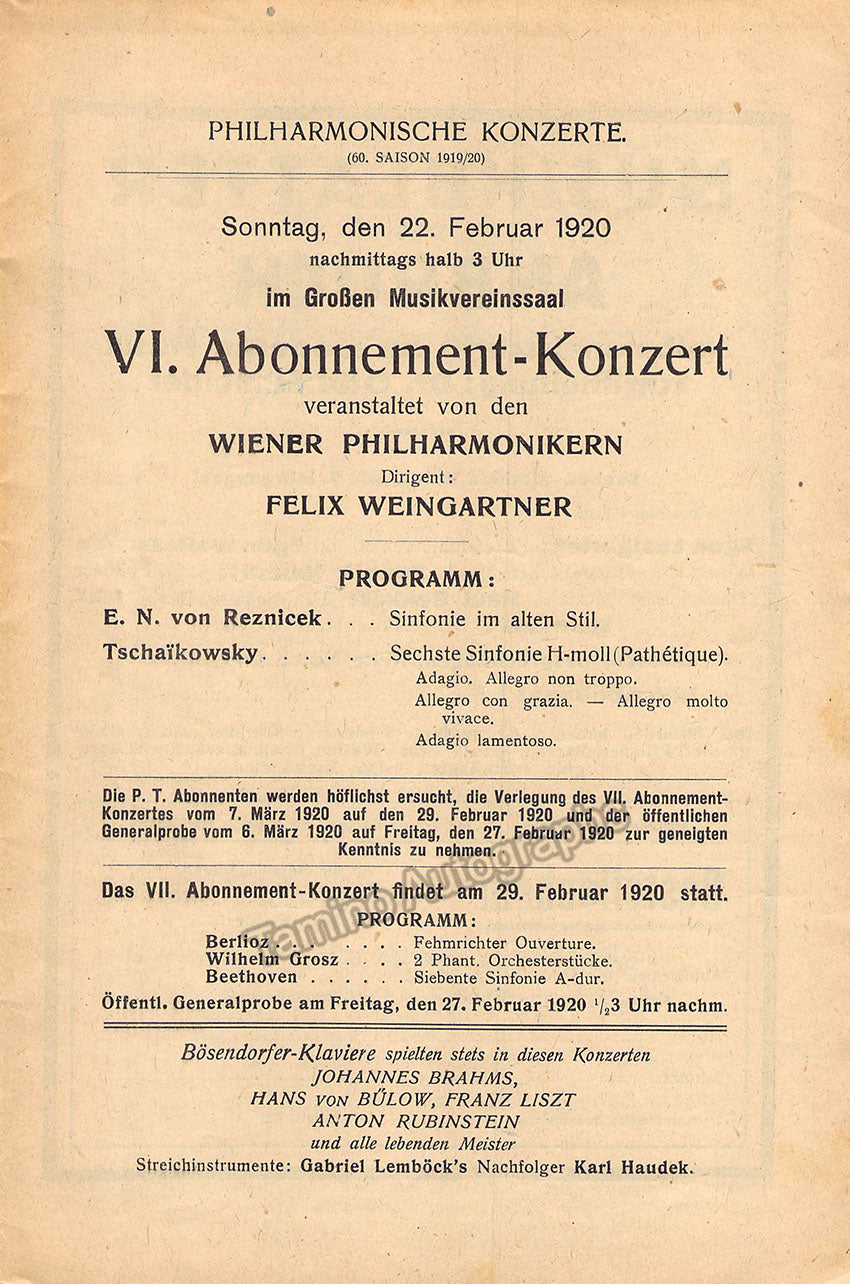 PHILHARMONISCHE KONZERTE.
(60. SAISON 1919/20)
Sonntag, den 22. Februar 1920
nachmittags halb 3 Uhr
im Großen Musikvereinssaal
VI. Abonnement-Konzert
veranstaltet von den
WIENER PHILHARMONIKERN
Dirigent:
FELIX WEINGARTNER
PROGRAMM:
E. N. von Reznicek. . . Sinfonie im alten Stil.
Tschaïkowsky. . . . . . Sechste Sinfonie H-moll (Pathétique).
Adagio. Allegro non troppo.
Allegro con grazia. — Allegro molto
vivace.
Adagio lamentoso.
Die P. T. Abonnenten werden höflichst ersucht, die Verlegung des VII. Abonnement-
Konzertes vom 7. März 1920 auf den 29. Februar 1920 und der öffentlichen
Generalprobe vom 6. März 1920 auf Freitag, den 27. Februar 1920 zur geneigten
Kenntnis zu nehmen.
Das VII. Abonnement-Konzert findet am 29. Februar 1920 statt.
PROGRAMM:
Berlioz . . . . . . . Fehmrichter Ouverture.
Wilhelm Grosz . . . . 2 Phant. Orchesterstücke.
Beethoven . . . . . . Siebente Sinfonie A-dur.
Öffentl. Generalprobe am Freitag, den 27. Februar 1920 ½3 Uhr nachm.
Bösendorfer-Klaviere spielten stets in diesen Konzerten
JOHANNES BRAHMS,
HANS VON BÜLOW, FRANZ LISZT
ANTON RUBINSTEIN
und alle lebenden Meister
Streichinstrumente: Gabriel Lemböck's Nachfolger Karl Haudek.
Tamino Autographs